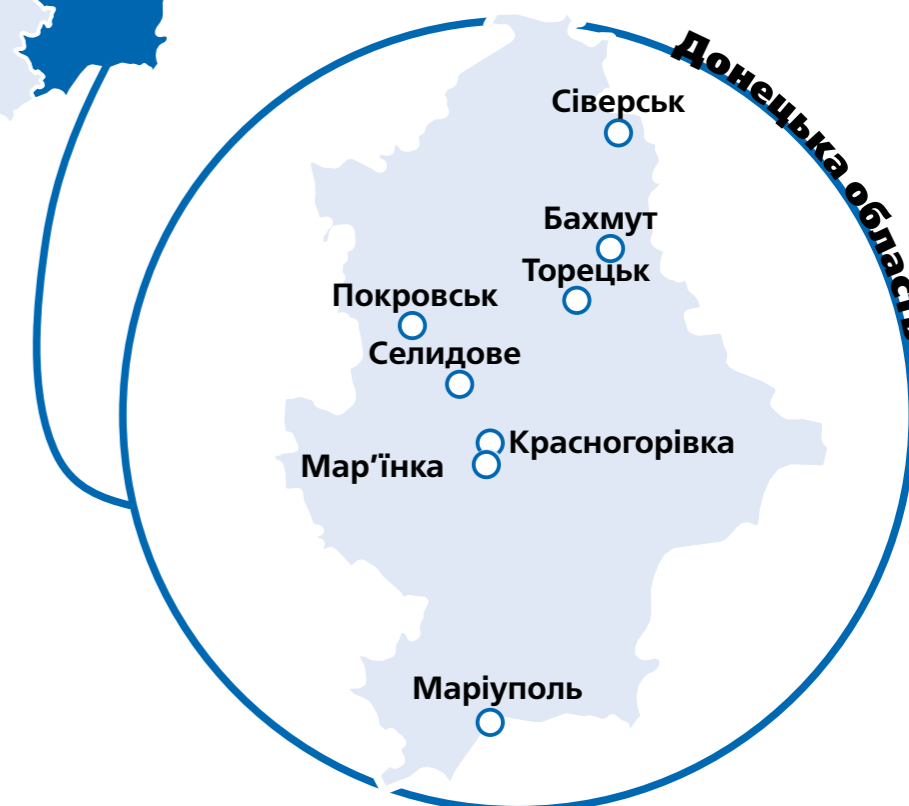 Донецька область
Сіверськ
Бахмут
Торецьк
Покровськ
Селидове
Красногорівка
Мар’їнка
Маріуполь